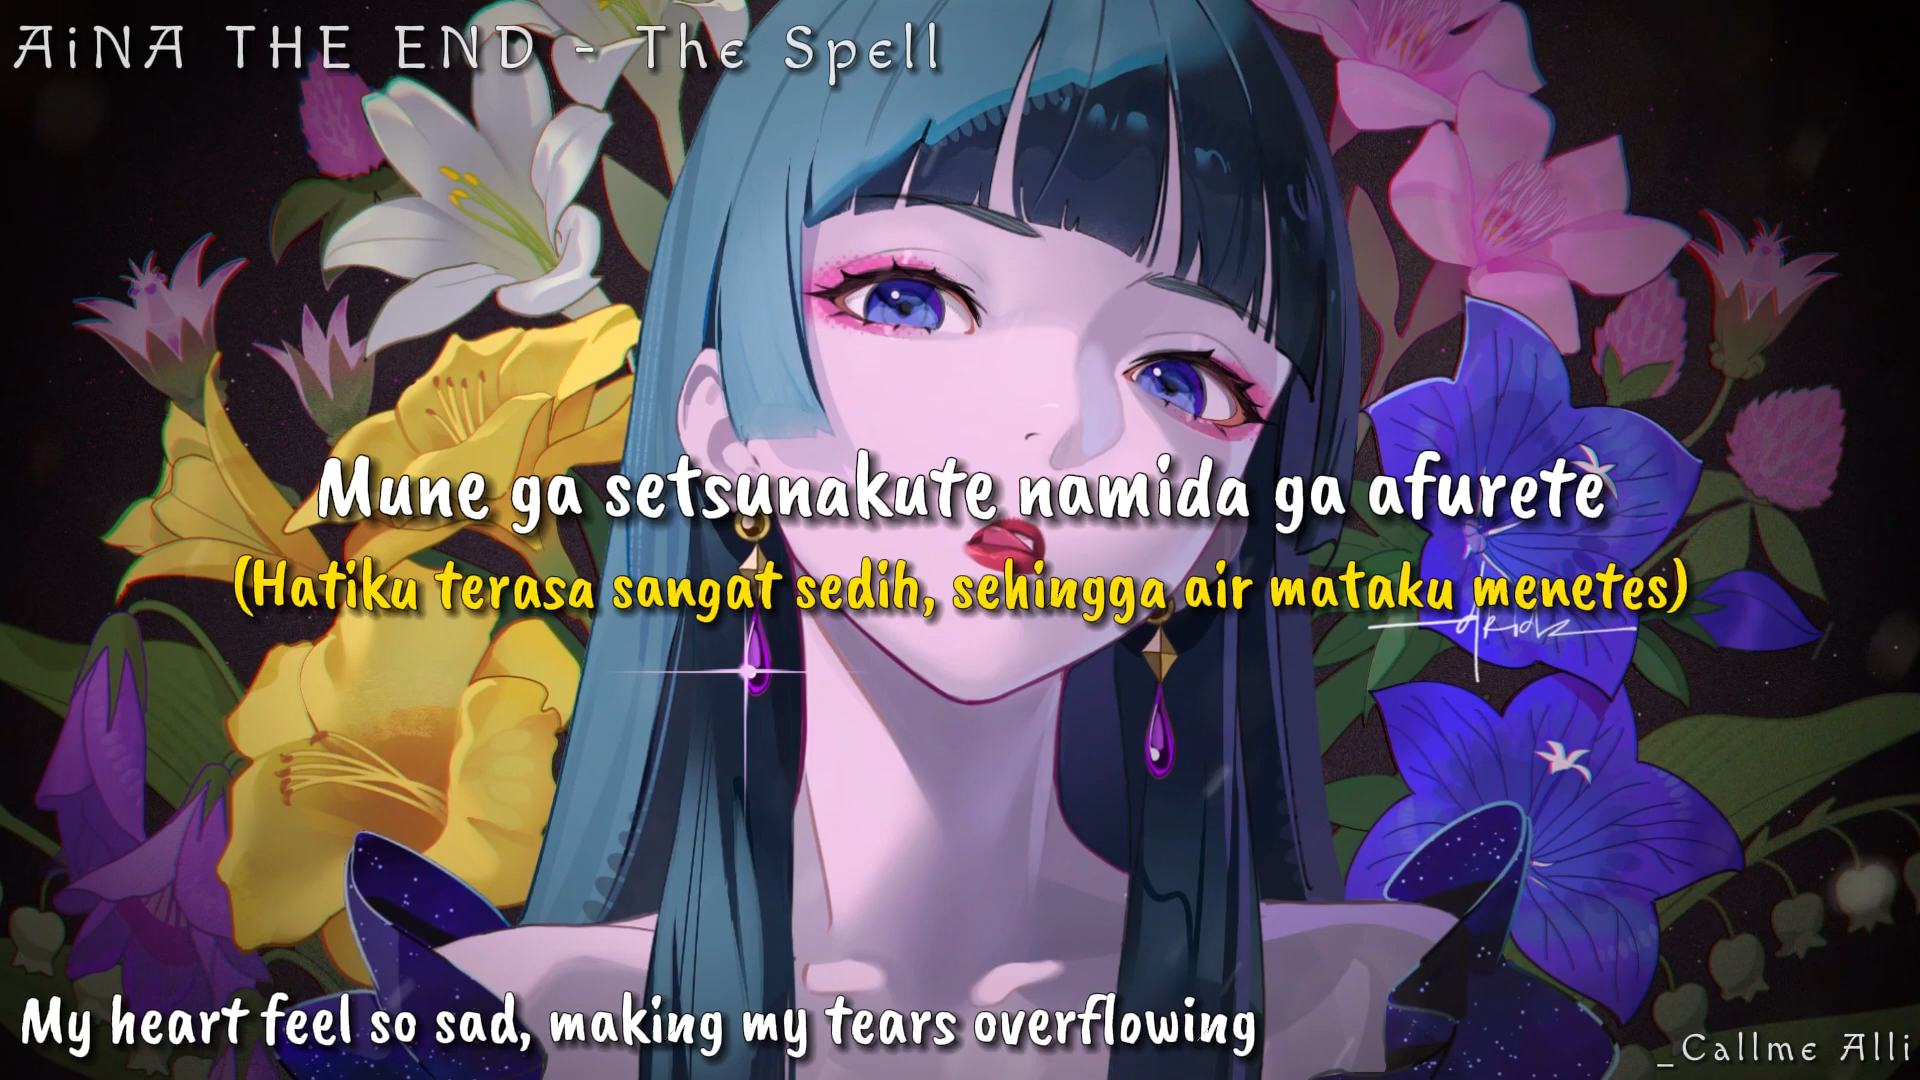 AiNA THE END - The Spell
Mune ga setsunakute namida ga afurete
(Hatiku terasa sangat sedih, sehingga air mataku menetes)
My heart feel so sad, making my tears overflowing
_Callme Alli